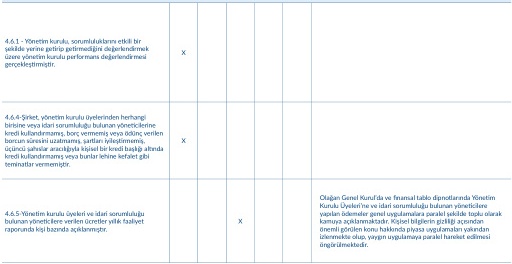 4.6.1 - Yönetim kurulu, sorumluluklarını etkili bir
şekilde yerine getirip getirmediğini değerlendirmek
üzere yönetim kurulu performans değerlendirmesi
gerçekleştirmiştir.
X
4.6.4-Şirket, yönetim kurulu üyelerinden herhangi
birisine veya idari sorumluluğu bulunan yöneticilerine
kredi kullandırmamış, borç vermemiş veya ödünç verilen
borcun süresini uzatmamış, şartları iyileştirmemiş,
üçüncü şahıslar aracılığıyla kişisel bir kredi başlığı altında
kredi kullandırmamış veya bunlar lehine kefalet gibi
teminatlar vermemiştir.
X
4.6.5-Yönetim kurulu üyeleri ve idari sorumluluğu
bulunan yöneticilere verilen ücretler yıllık faaliyet
raporunda kişi bazında açıklanmıştır.
X
Olağan Genel Kurul'da ve finansal tablo dipnotlarında Yönetim
Kurulu Üyeleri'ne ve idari sorumluluğu bulunan yöneticilere
yapılan ödemeler genel uygulamalara paralel şekilde toplu olarak
kamuya açıklanmaktadır. Kişisel bilgilerin gizliliği açısından
önemli görülen konu hakkında piyasa uygulamaları yakından
izlenmekte olup, yaygın uygulamaya paralel hareket edilmesi
öngörülmektedir.